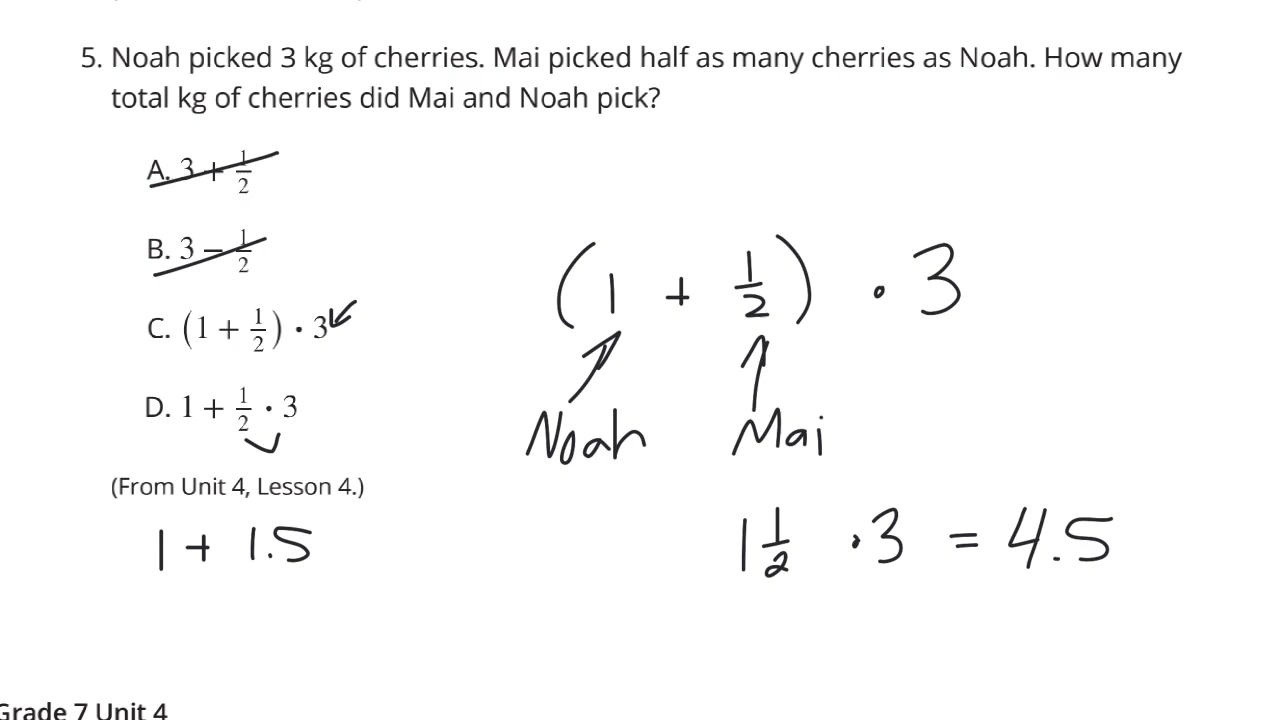 5. Noah picked 3 kg of cherries. Mai picked half as many cherries as Noah. How many
total kg of cherries did Mai and Noah pick?
A. 3 + 1/2
B. 3 − 1/2
C. (1 + 1/2) · 3
D. 1 + 1/2 · 3
(From Unit 4, Lesson 4.)
1 + 1.5
(1 + 1/2) · 3
Noah Mai
1 1/2 · 3 = 4.5
Grade 7 Unit 4